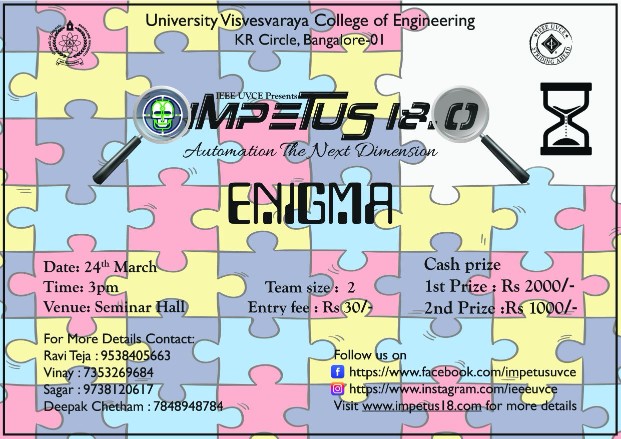 University Visvesvaraya College of Engineering
KR Circle, Bangalore-01
IEEE UVCE
STRIDING AHEAD
IEEE UVCE Presents
IMPETUS 18.0
Automation The Next Dimension
ENIGMA
Date: 24th March
Time: 3pm
Venue: Seminar Hall
Team size : 2
Entry fee : Rs 30/-
Cash prize
1st Prize : Rs 2000/-
2nd Prize :Rs 1000/-
For More Details Contact:
Ravi Teja : 9538405663
Vinay : 7353269684
Sagar : 9738120617
Deepak Chetham : 7848948784
Follow us on
https://www.facebook.com/impetusuvce
https://www.instagram.com/ieeeuvce
Visit www.impetus18.com for more details